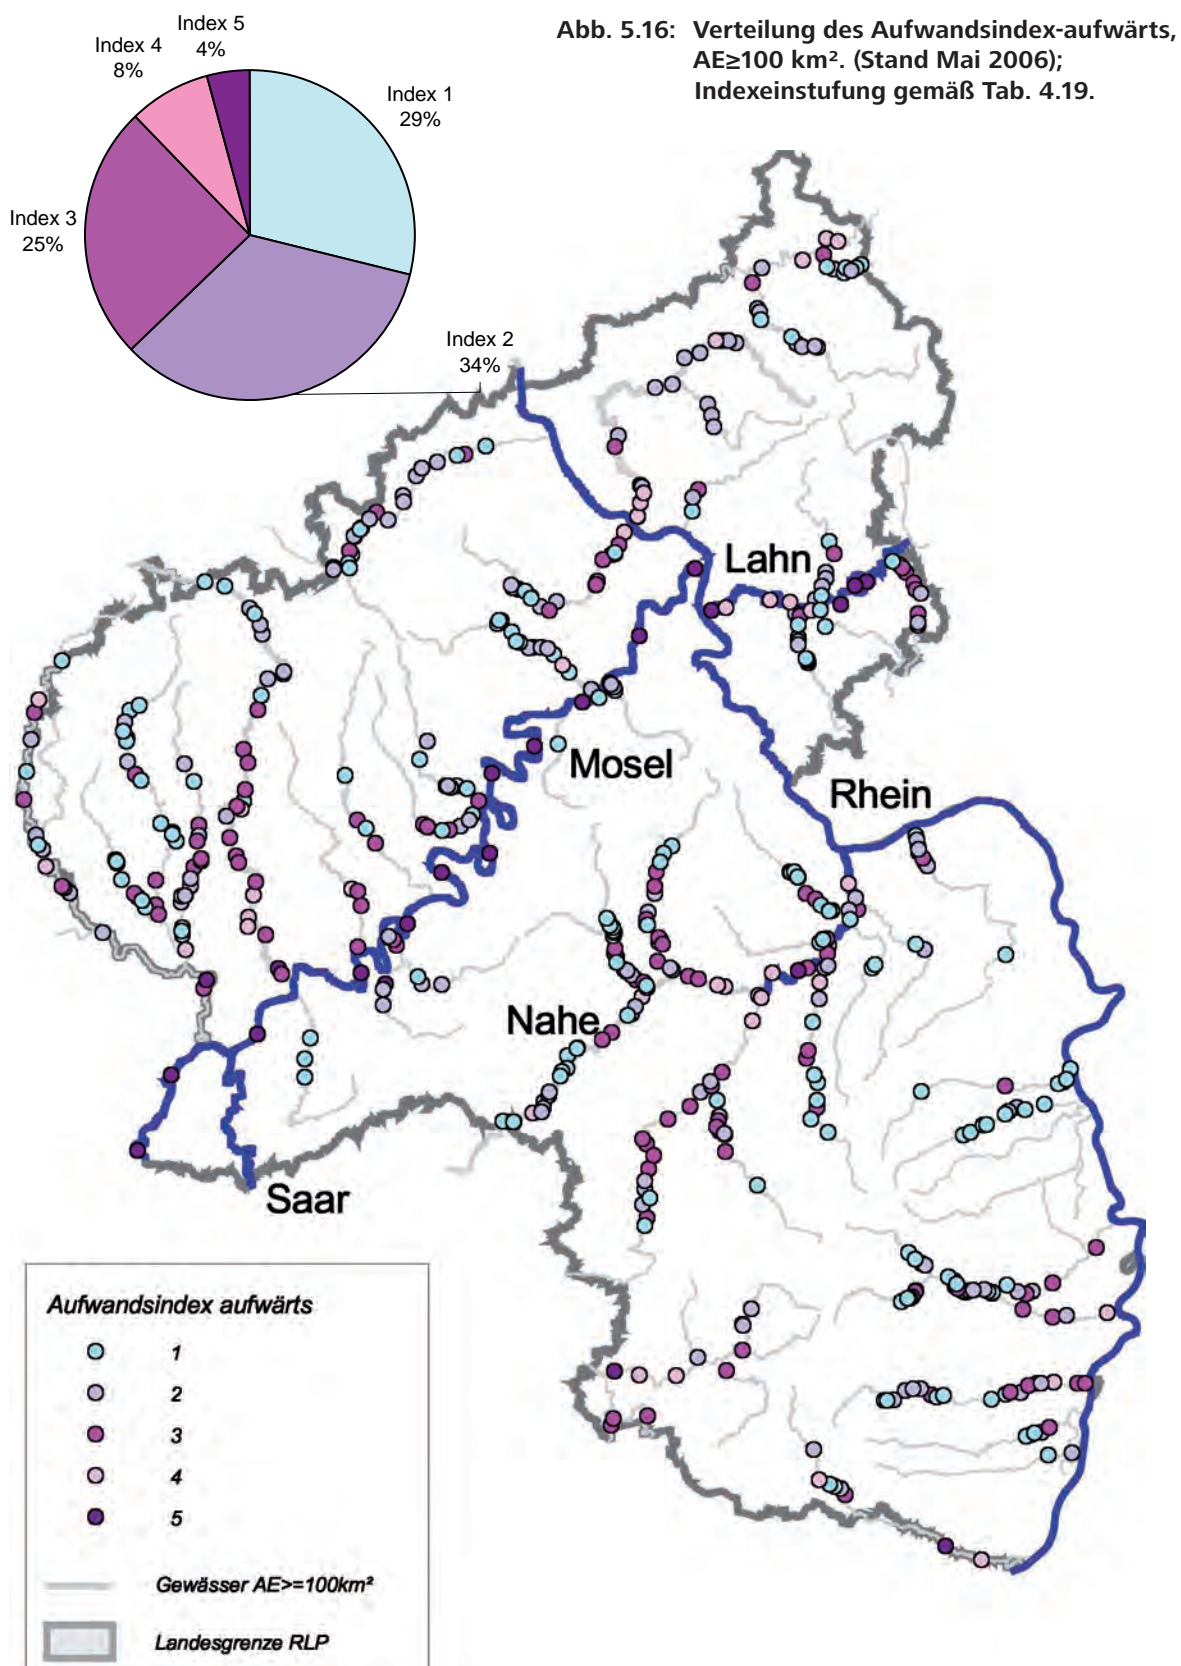 Abb. 5.16: Verteilung des Aufwandsindex-aufwärts,
AE≥100 km². (Stand Mai 2006);
Indexeinstufung gemäß Tab. 4.19.
Index 5
4%
Index 4
8%
Index 1
29%
Index 3
25%
Index 2
34%
Lahn
Mosel
Rhein
Nahe
Saar
Aufwandsindex aufwärts
1
2
3
4
5
Gewässer AE>=100km²
Landesgrenze RLP